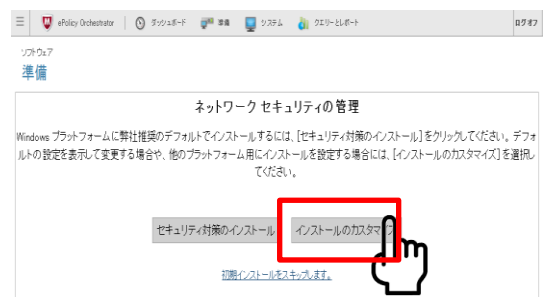 ePolicy Orchestrator ダッシュボード 準備 システム クエリーとレポート ログオフ
ソフトウェア
準備
ネットワーク セキュリティの管理
Windows プラットフォームに弊社推奨のデフォルトでインストールするには、[セキュリティ対策のインストール] をクリックしてください。デフォ
ルトの設定を表示して変更する場合や、他のプラットフォーム用にインストールを設定する場合には、[インストールのカスタマイズ] を選択し
てください。
セキュリティ対策のインストール インストールのカスタマイズ
初期インストールをスキップします。